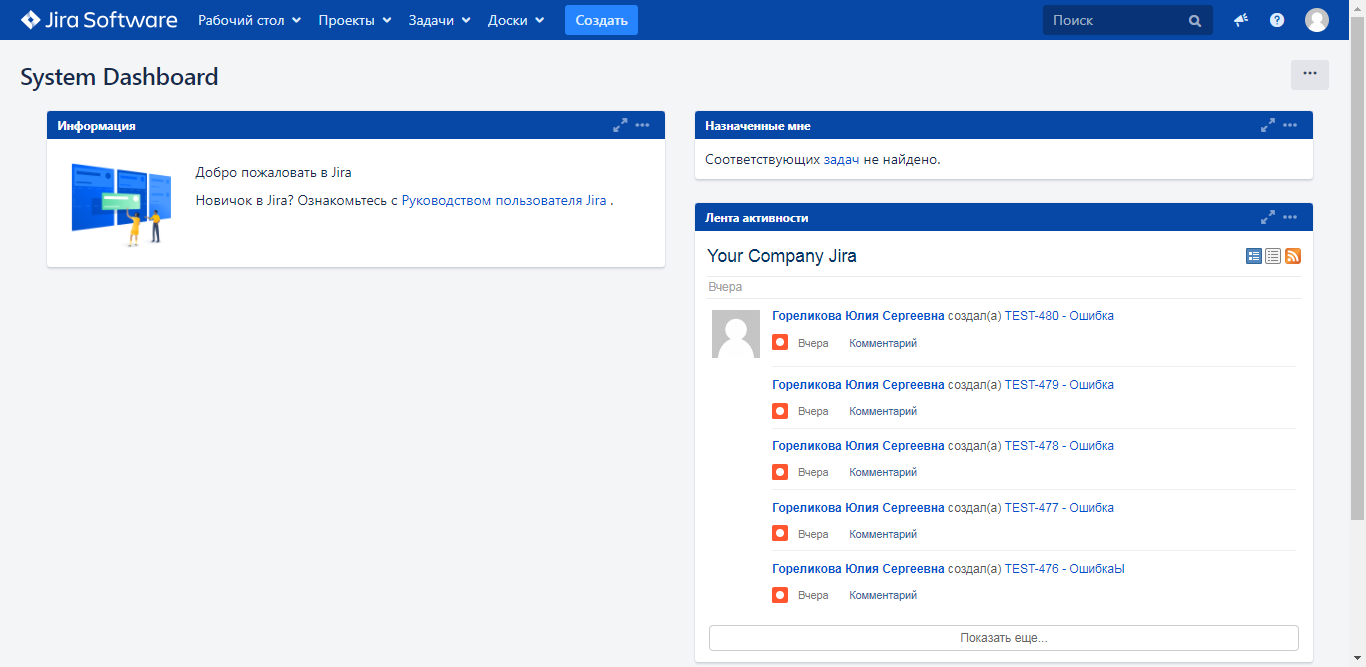 Jira Software Рабочий стол Проекты Задачи Доски Создать Поиск
System Dashboard
Информация
Добро пожаловать в Jira
Новичок в Jira? Ознакомьтесь с Руководством пользователя Jira .
Назначенные мне
Соответствующих задач не найдено.
Лента активности
Your Company Jira
Вчера
Гореликова Юлия Сергеевна создал(а) TEST-480 - Ошибка
Вчера Комментарий
Гореликова Юлия Сергеевна создал(а) TEST-479 - Ошибка
Вчера Комментарий
Гореликова Юлия Сергеевна создал(а) TEST-478 - Ошибка
Вчера Комментарий
Гореликова Юлия Сергеевна создал(а) TEST-477 - Ошибка
Вчера Комментарий
Гореликова Юлия Сергеевна создал(а) TEST-476 - ОшибкаЫ
Вчера Комментарий
Показать еще...